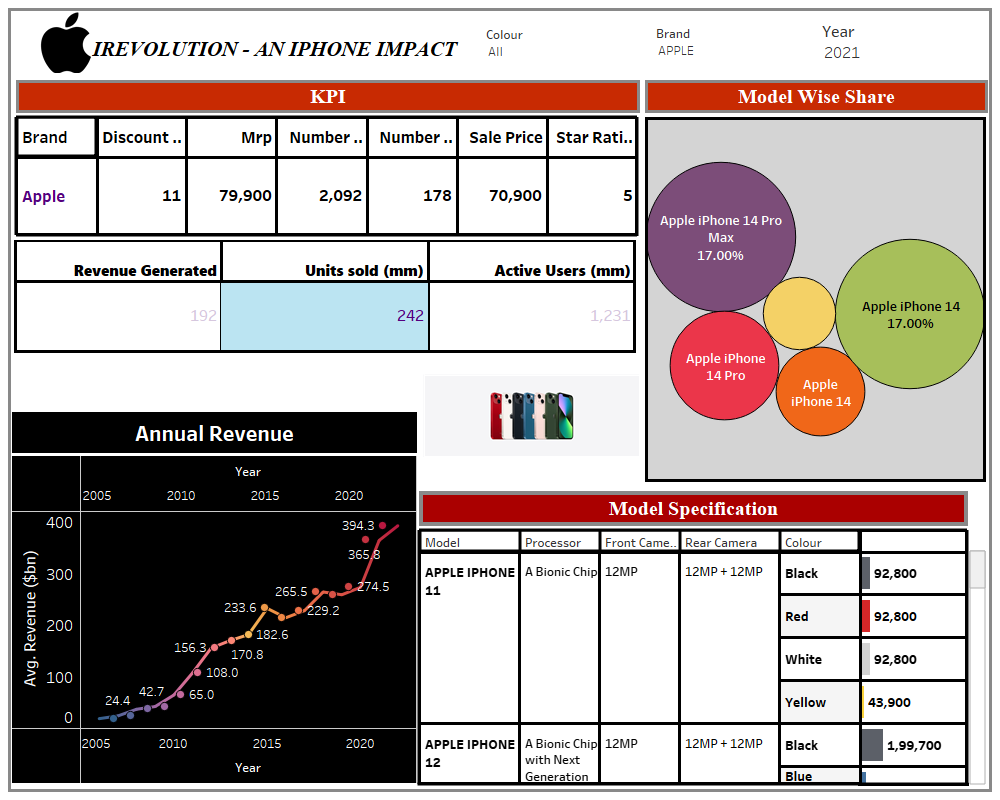 IREVOLUTION - AN IPHONE IMPACT
Colour
All
Brand
APPLE
Year
2021
KPI
Brand Discount .. Mrp Number .. Number .. Sale Price Star Rati..
Apple 11 79,900 2,092 178 70,900 5
Revenue Generated Units sold (mm) Active Users (mm)
192 242 1,231
Model Wise Share
Apple iPhone 14 Pro
Max
17.00%
Apple iPhone 14
17.00%
Apple iPhone
14 Pro
Apple
iPhone 14
Annual Revenue
Year
2005 2010 2015 2020
Avg. Revenue ($bn)
400
300
200
100
0
394.3
365.8
274.5
265.5
229.2
233.6
182.6
170.8
156.3
108.0
65.0
42.7
24.4
2005 2010 2015 2020
Year
Model Specification
Model Processor Front Came.. Rear Camera Colour
APPLE IPHONE
11
A Bionic Chip
12MP
12MP + 12MP
Black 92,800
Red 92,800
White 92,800
Yellow 43,900
APPLE IPHONE
12
A Bionic Chip
with Next
Generation
12MP
12MP + 12MP
Black 1,99,700
Blue